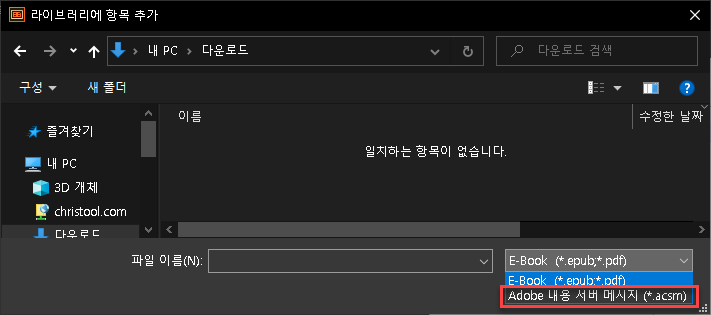 라이브러리에 항목 추가
내 PC > 다운로드
다운로드 검색
구성
새 폴더
이름
수정한 날짜
즐겨찾기
내 PC
3D 개체
christool.com
다운로드
일치하는 항목이 없습니다.
파일 이름(N):
E-Book (*.epub;*.pdf)
E-Book (*.epub;*.pdf)
Adobe 내용 서버 메시지 (*.acsm)